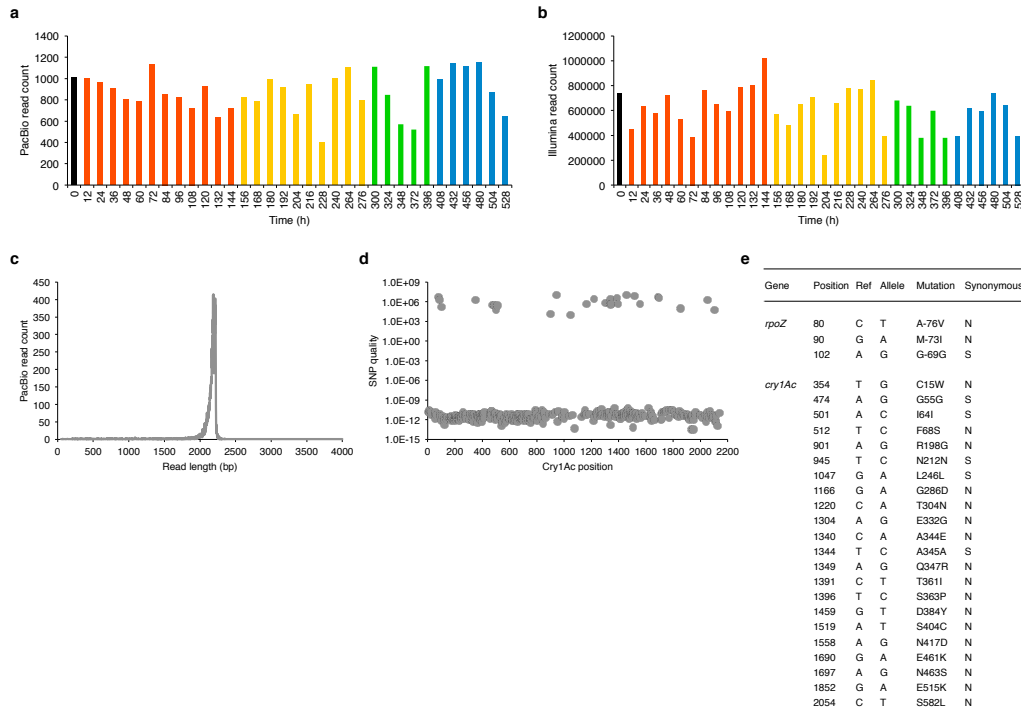 a
PacBio read count
1400
1200
1000
800
600
400
200
0
0 12 24 36 48 60 72 84 96 108 120 132 144 156 168 180 192 204 216 228 240 264 276 300 324 348 372 396 408 432 456 480 504 528
Time (h)
b
Illumina read count
1200000
1000000
800000
600000
400000
200000
0
0 12 24 36 48 60 72 84 96 108 120 132 144 156 168 180 192 204 216 228 240 264 276 300 324 348 372 396 408 432 456 480 504 528
Time (h)
c
PacBio read count
450
400
350
300
250
200
150
100
50
0
0 500 1000 1500 2000 2500 3000 3500 4000
Read length (bp)
d
SNP quality
1.0E+09
1.0E+06
1.0E+03
1.0E+00
1.0E-03
1.0E-06
1.0E-09
1.0E-12
1.0E-15
0 200 400 600 800 1000 1200 1400 1600 1800 2000 2200
Cry1Ac position
e
Gene Position Ref Allele Mutation Synonymous
rpoZ 80 C T A-76V N
90 G A M-73I N
102 A G G-69G S
cry1Ac 354 T G C15W N
474 A G G55G S
501 A C I64I S
512 T C F68S N
901 A G R198G N
945 T C N212N S
1047 G A L246L S
1166 G A G286D N
1220 C A T304N N
1304 A G E332G N
1340 C A A344E N
1344 T C A345A S
1349 A G Q347R N
1391 C T T361I N
1396 T C S363P N
1459 G T D384Y N
1519 A T S404C N
1558 A G N417D N
1690 G A E461K N
1697 A G N463S N
1852 G A E515K N
2054 C T S582L N